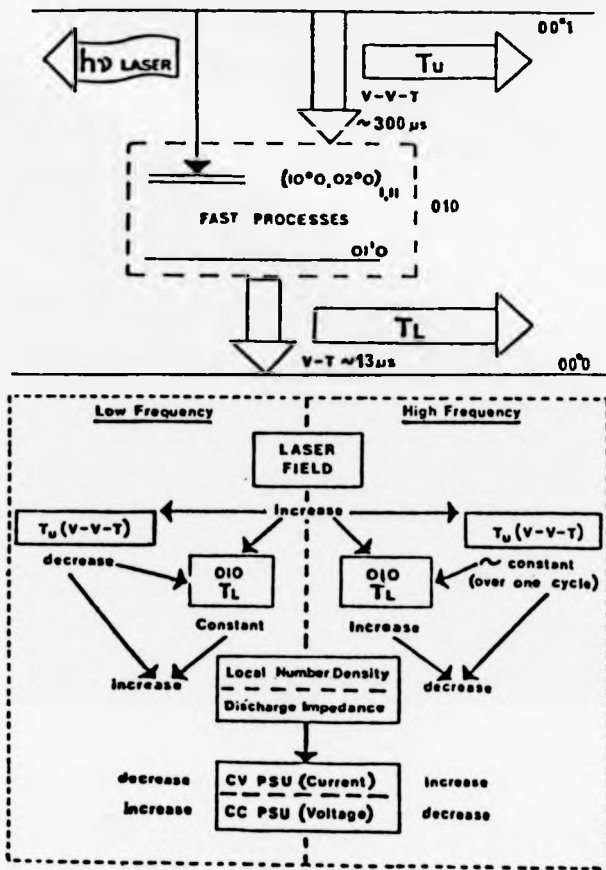 00°1
hν LASER
Tu
V-V-T
~300μs
(10°0,02°0)I,II
FAST PROCESSES
010
01'0
TL
V-T ~13μs
00°0
Low Frequency
High Frequency
LASER
FIELD
Increase
Tu (V-V-T)
Tu (V-V-T)
decrease
~ constant
(over one cycle)
010
TL
010
TL
Constant
Increase
increase
Local Number Density
decrease
Discharge Impedance
decrease
CV PSU (Current)
increase
increase
CC PSU (Voltage)
decrease